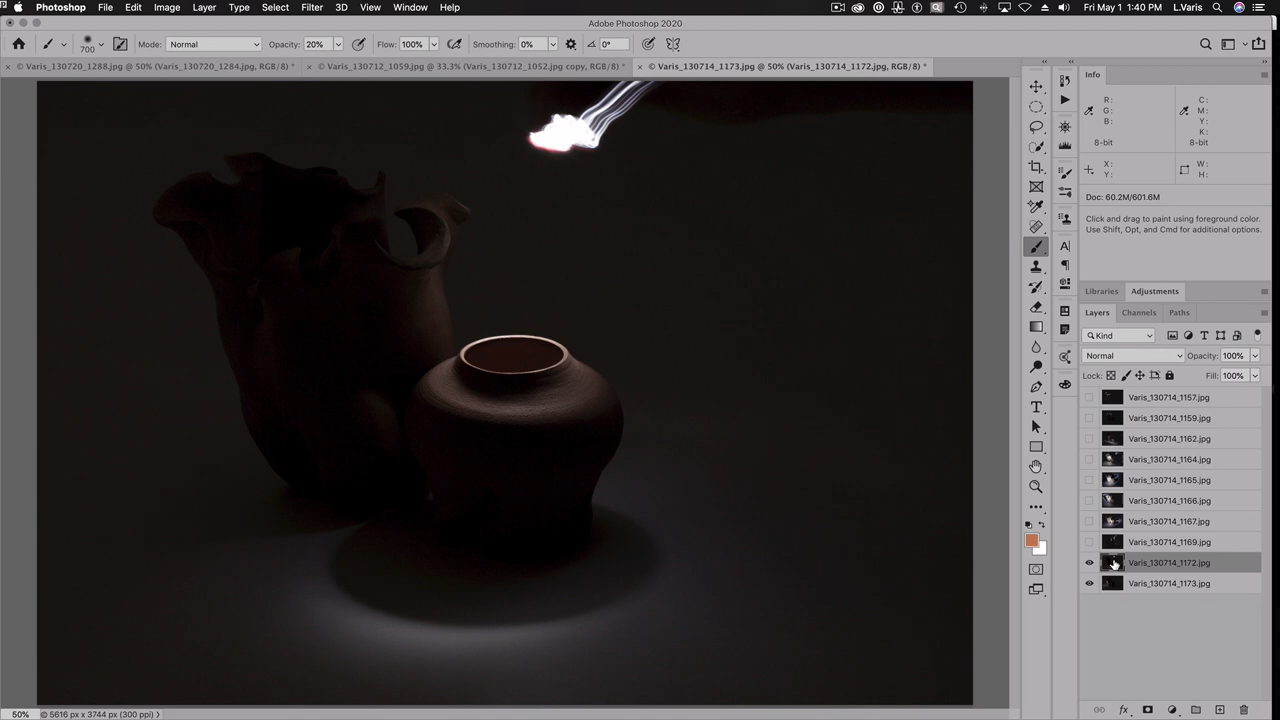 Photoshop File Edit Image Layer Type Select Filter 3D View Window Help Fri May 1 1:40 PM L.Varis
Adobe Photoshop 2020
700 Mode: Normal Opacity: 20% Flow: 100% Smoothing: 0% 0°
× © Varis_130720_1288.jpg @ 50% (Varis_130720_1284.jpg, RGB/8) * × © Varis_130712_1059.jpg @ 33.3% (Varis_130712_1052.jpg copy, RGB/8) * × © Varis_130714_1173.jpg @ 50% (Varis_130714_1172.jpg, RGB/8) *
Info
R: C:
G: M:
B: Y:
K:
8-bit 8-bit
X: W:
Y: H:
Doc: 60.2M/601.6M
Click and drag to paint using foreground color.
Use Shift, Opt, and Cmd for additional options.
Libraries Adjustments
Layers Channels Paths
Kind
Normal Opacity: 100%
Lock: Fill: 100%
Varis_130714_1157.jpg
Varis_130714_1159.jpg
Varis_130714_1162.jpg
Varis_130714_1164.jpg
Varis_130714_1165.jpg
Varis_130714_1166.jpg
Varis_130714_1167.jpg
Varis_130714_1169.jpg
Varis_130714_1172.jpg
Varis_130714_1173.jpg
50% © 5616 px x 3744 px (300 ppi)